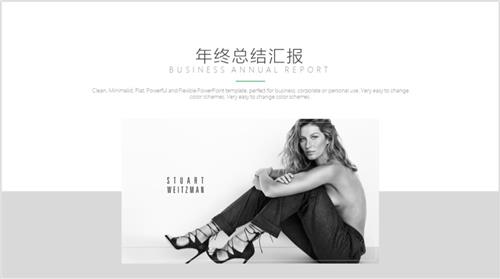 年终总结汇报
BUSINESS ANNUAL REPORT
Clean, Minimalist, Flat, Powerful and Flexible PowerPoint template, perfect for business, corporate or personal use, Very easy to change
color schemes. Very easy to change color schemes.
STUART
WEITZMAN